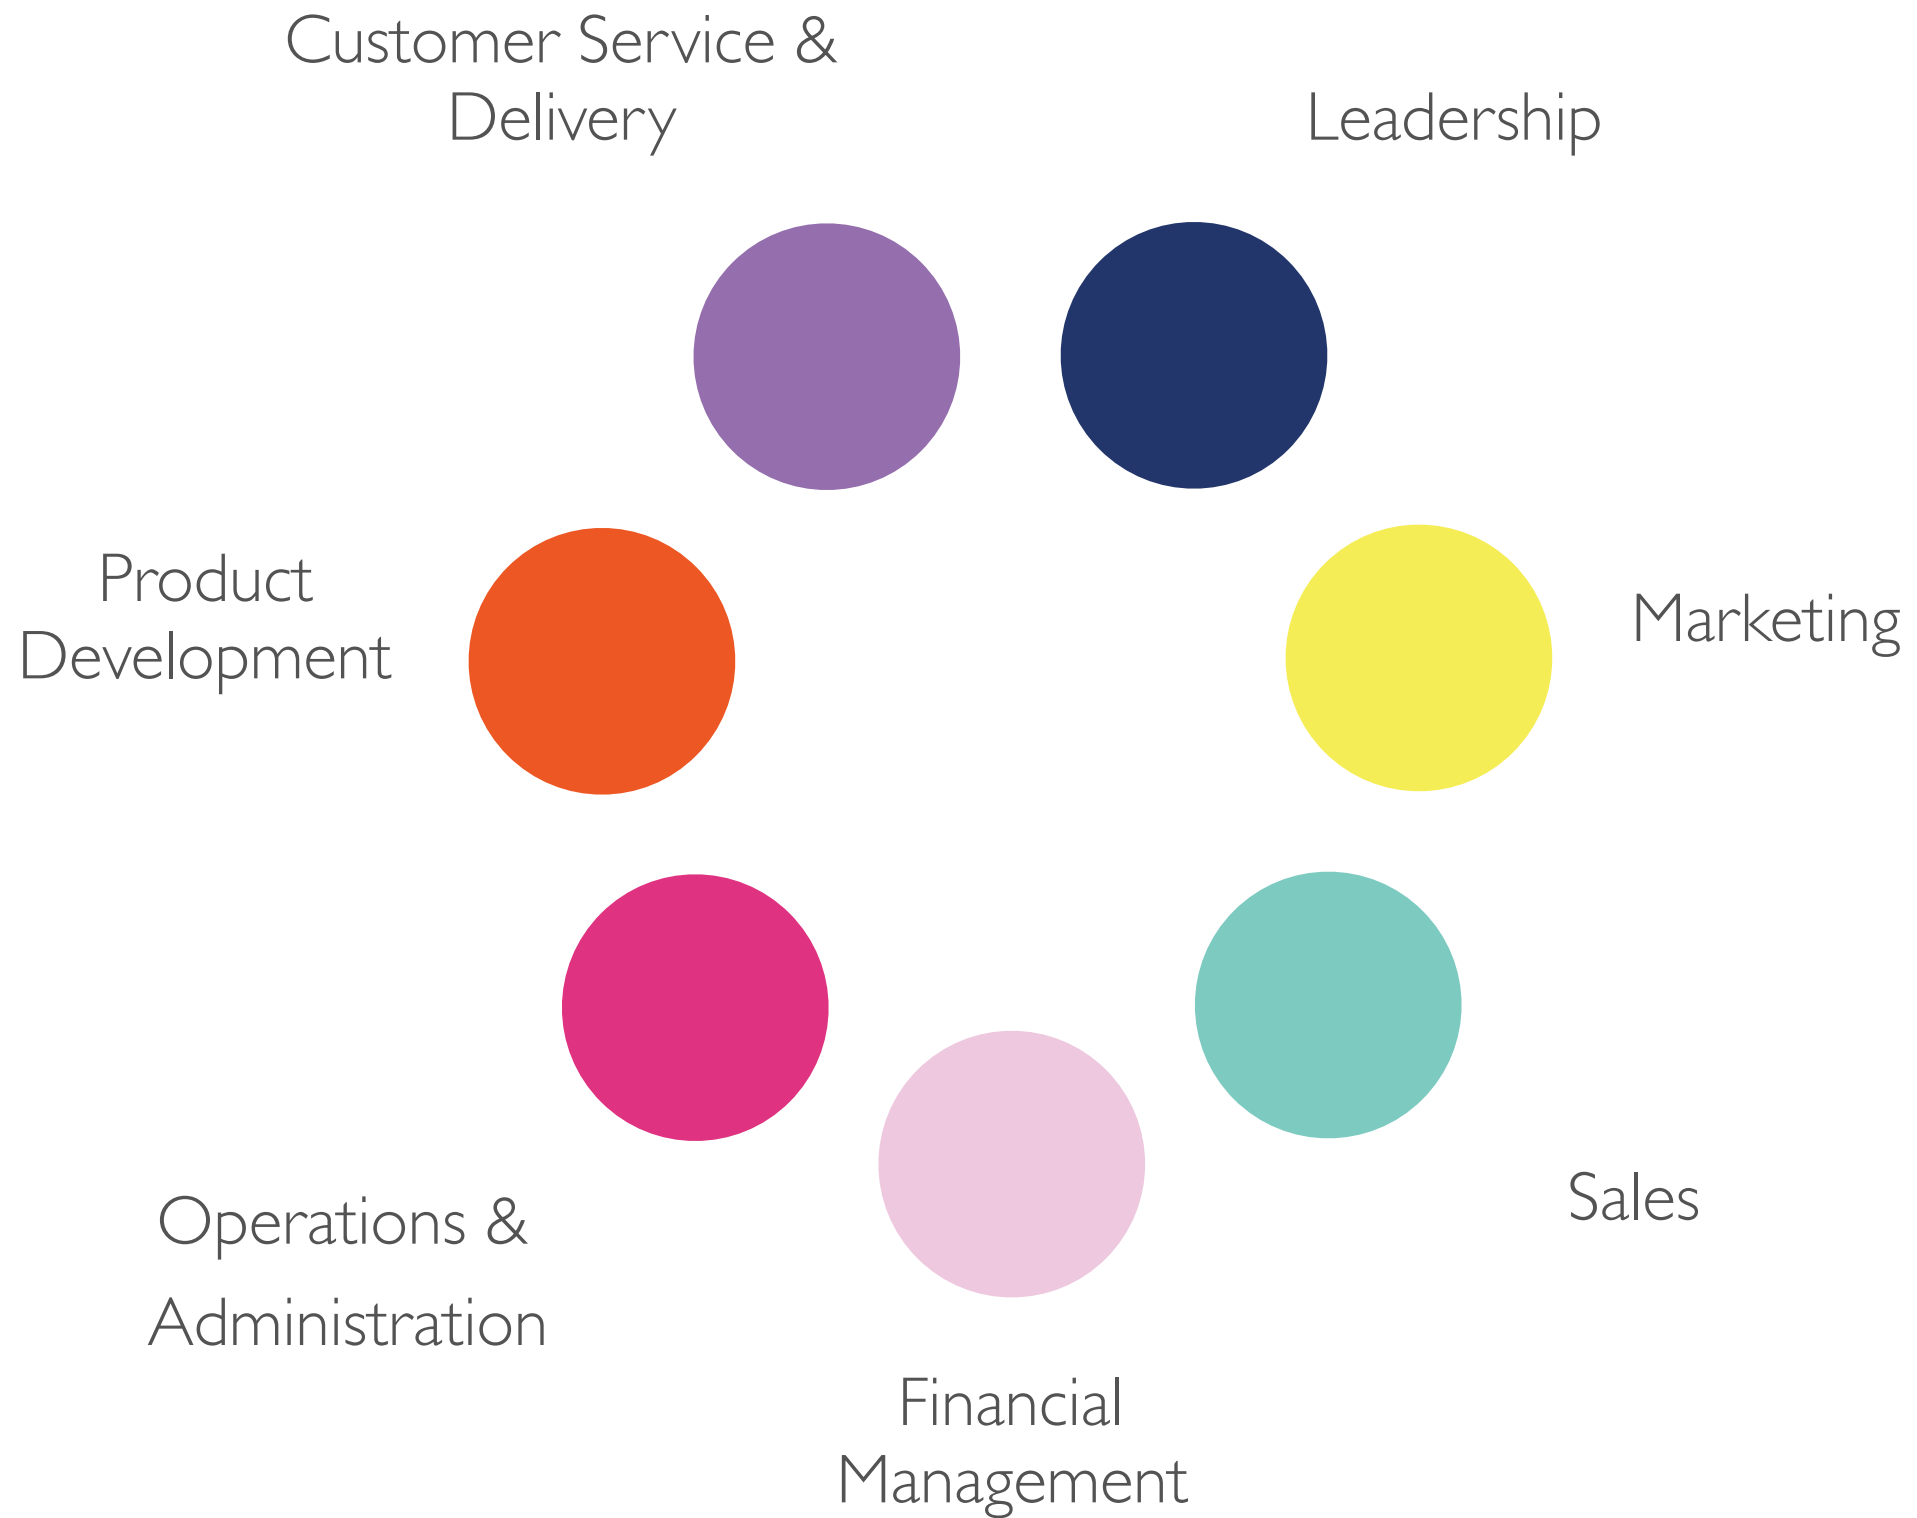 Customer Service &
Delivery
Leadership
Product
Development
Marketing
Operations &
Administration
Sales
Financial
Management